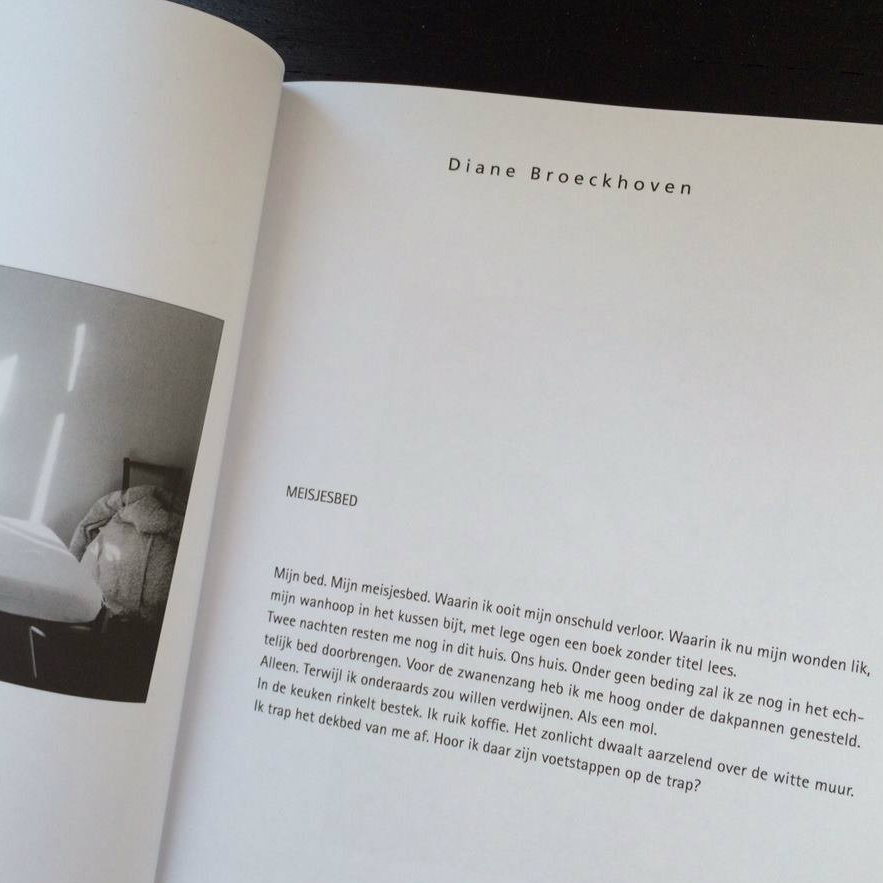 Diane Broeckhoven
MEISJESBED
Mijn bed. Mijn meisjesbed. Waarin ik ooit mijn onschuld verloor. Waarin ik nu mijn wonden lik,
mijn wanhoop in het kussen bijt, met lege ogen een boek zonder titel lees.
Twee nachten resten me nog in dit huis. Ons huis. Onder geen beding zal ik ze nog in het ech-
telijk bed doorbrengen. Voor de zwanenzang heb ik me hoog onder de dakpannen genesteld.
Alleen. Terwijl ik onderaards zou willen verdwijnen. Als een mol.
In de keuken rinkelt bestek. Ik ruik koffie. Het zonlicht dwaalt aarzelend over de witte muur.
Ik trap het dekbed van me af. Hoor ik daar zijn voetstappen op de trap?